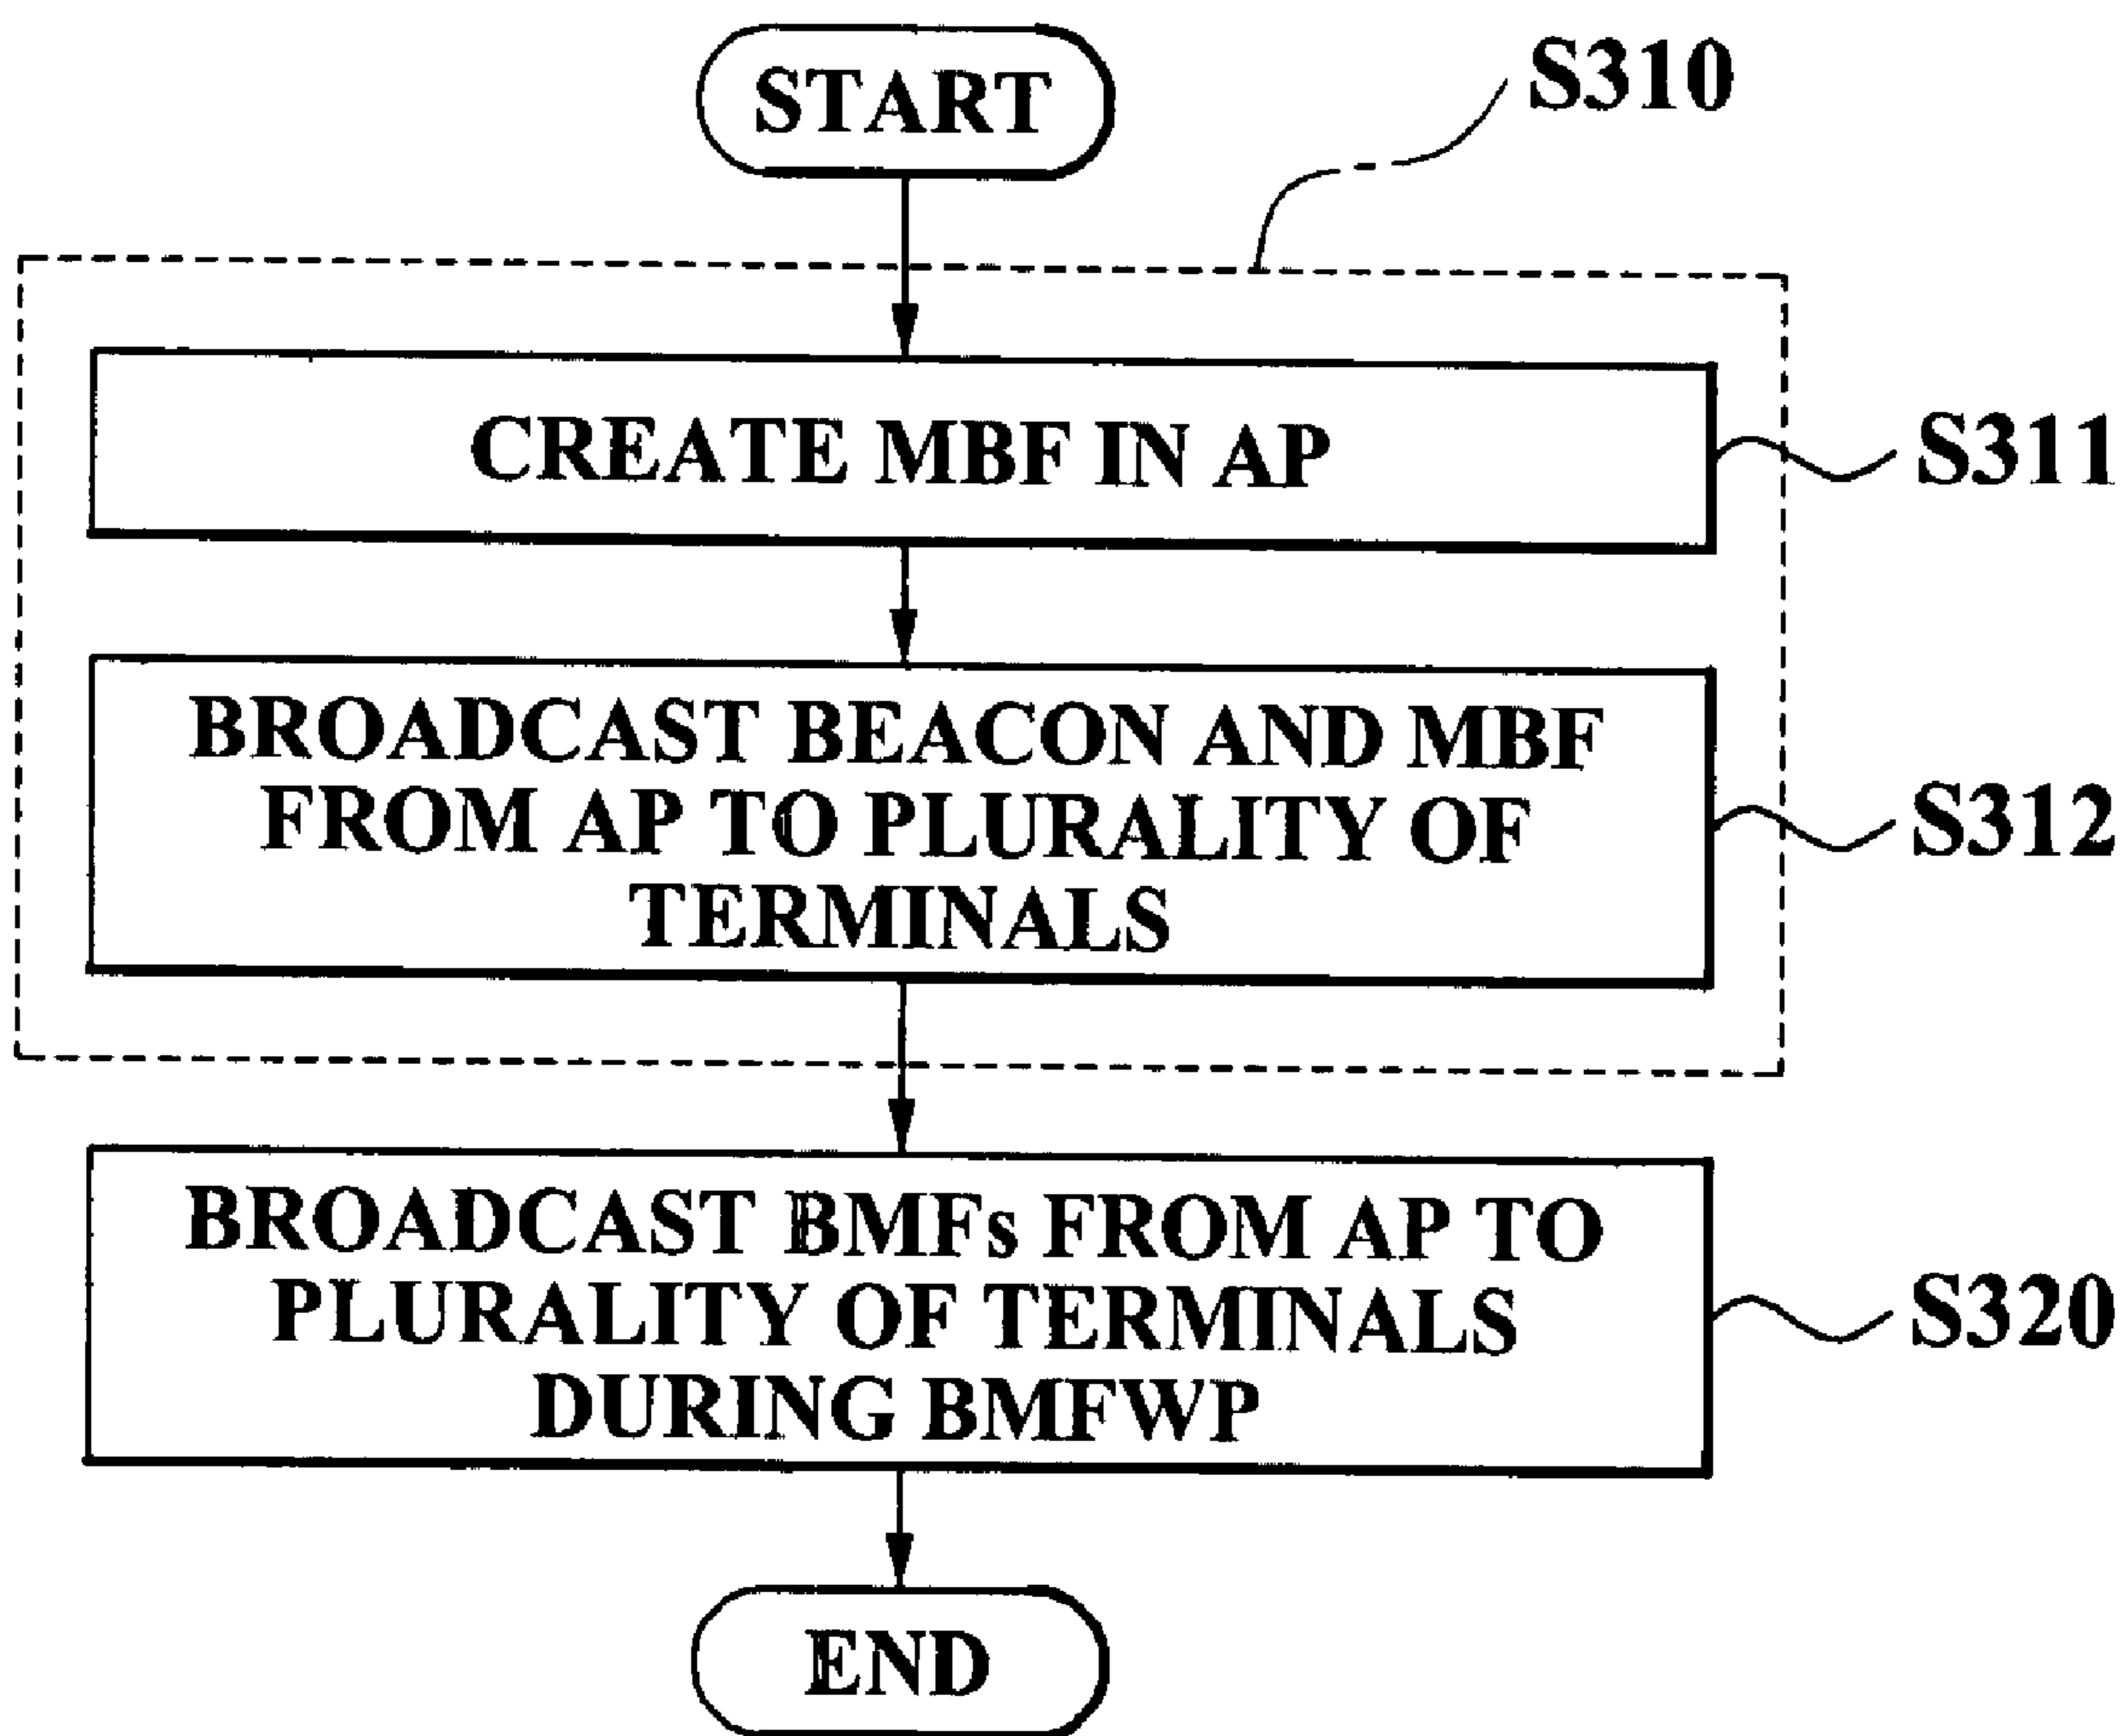 START
S310
CREATE MBF IN AP
S311
BROADCAST BEACON AND MBF
FROM AP TO PLURALITY OF
TERMINALS
S312
BROADCAST BMFs FROM AP TO
PLURALITY OF TERMINALS
DURING BMFWP
S320
END